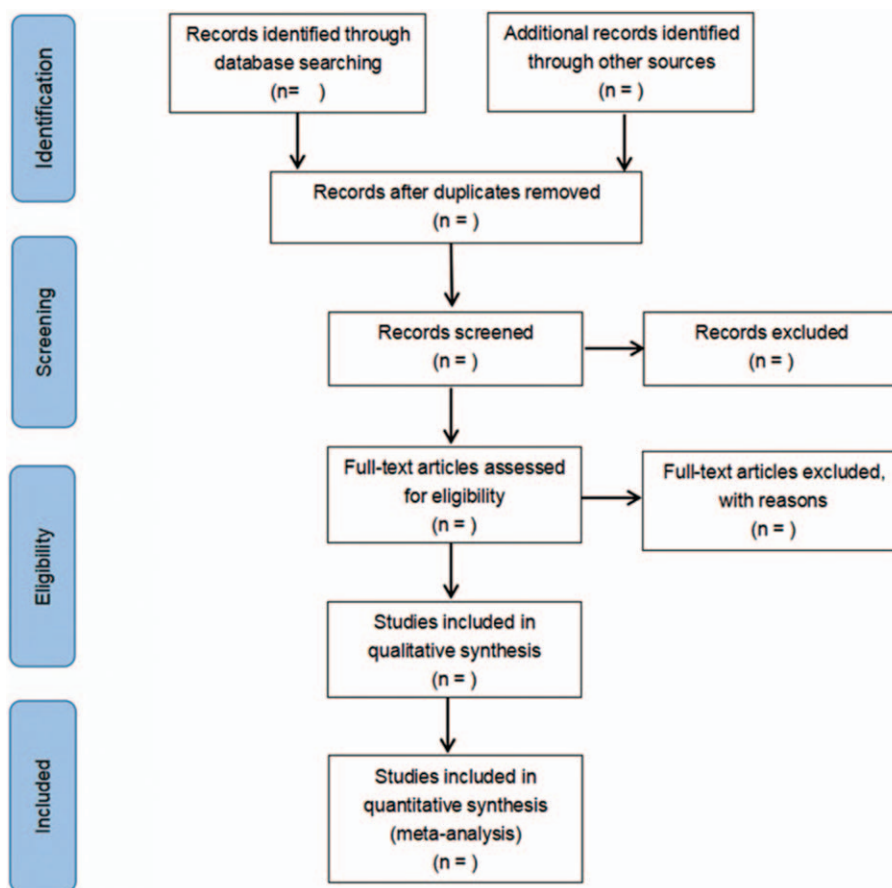 Identification
Records identified through
database searching
(n=    )
Additional records identified
through other sources
(n = )
Records after duplicates removed
(n = )
Screening
Records screened
(n = )
Records excluded
(n = )
Eligibility
Full-text articles assessed
for eligibility
(n = )
Full-text articles excluded,
with reasons
(n = )
Studies included in
qualitative synthesis
(n = )
Included
Studies included in
quantitative synthesis
(meta-analysis)
(n = )